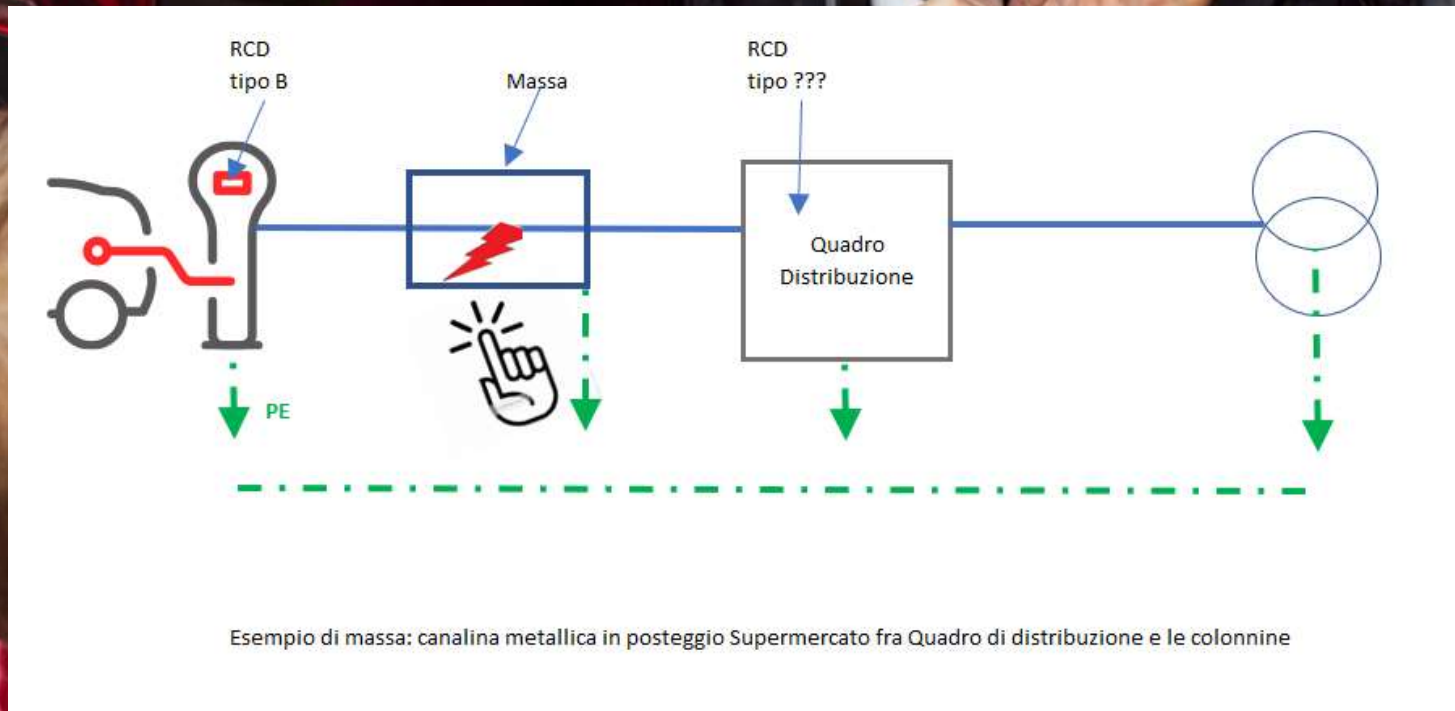 RCD
tipo B
Massa
RCD
tipo ???
Quadro
Distribuzione
PE
Esempio di massa: canalina metallica in posteggio Supermercato fra Quadro di distribuzione e le colonnine